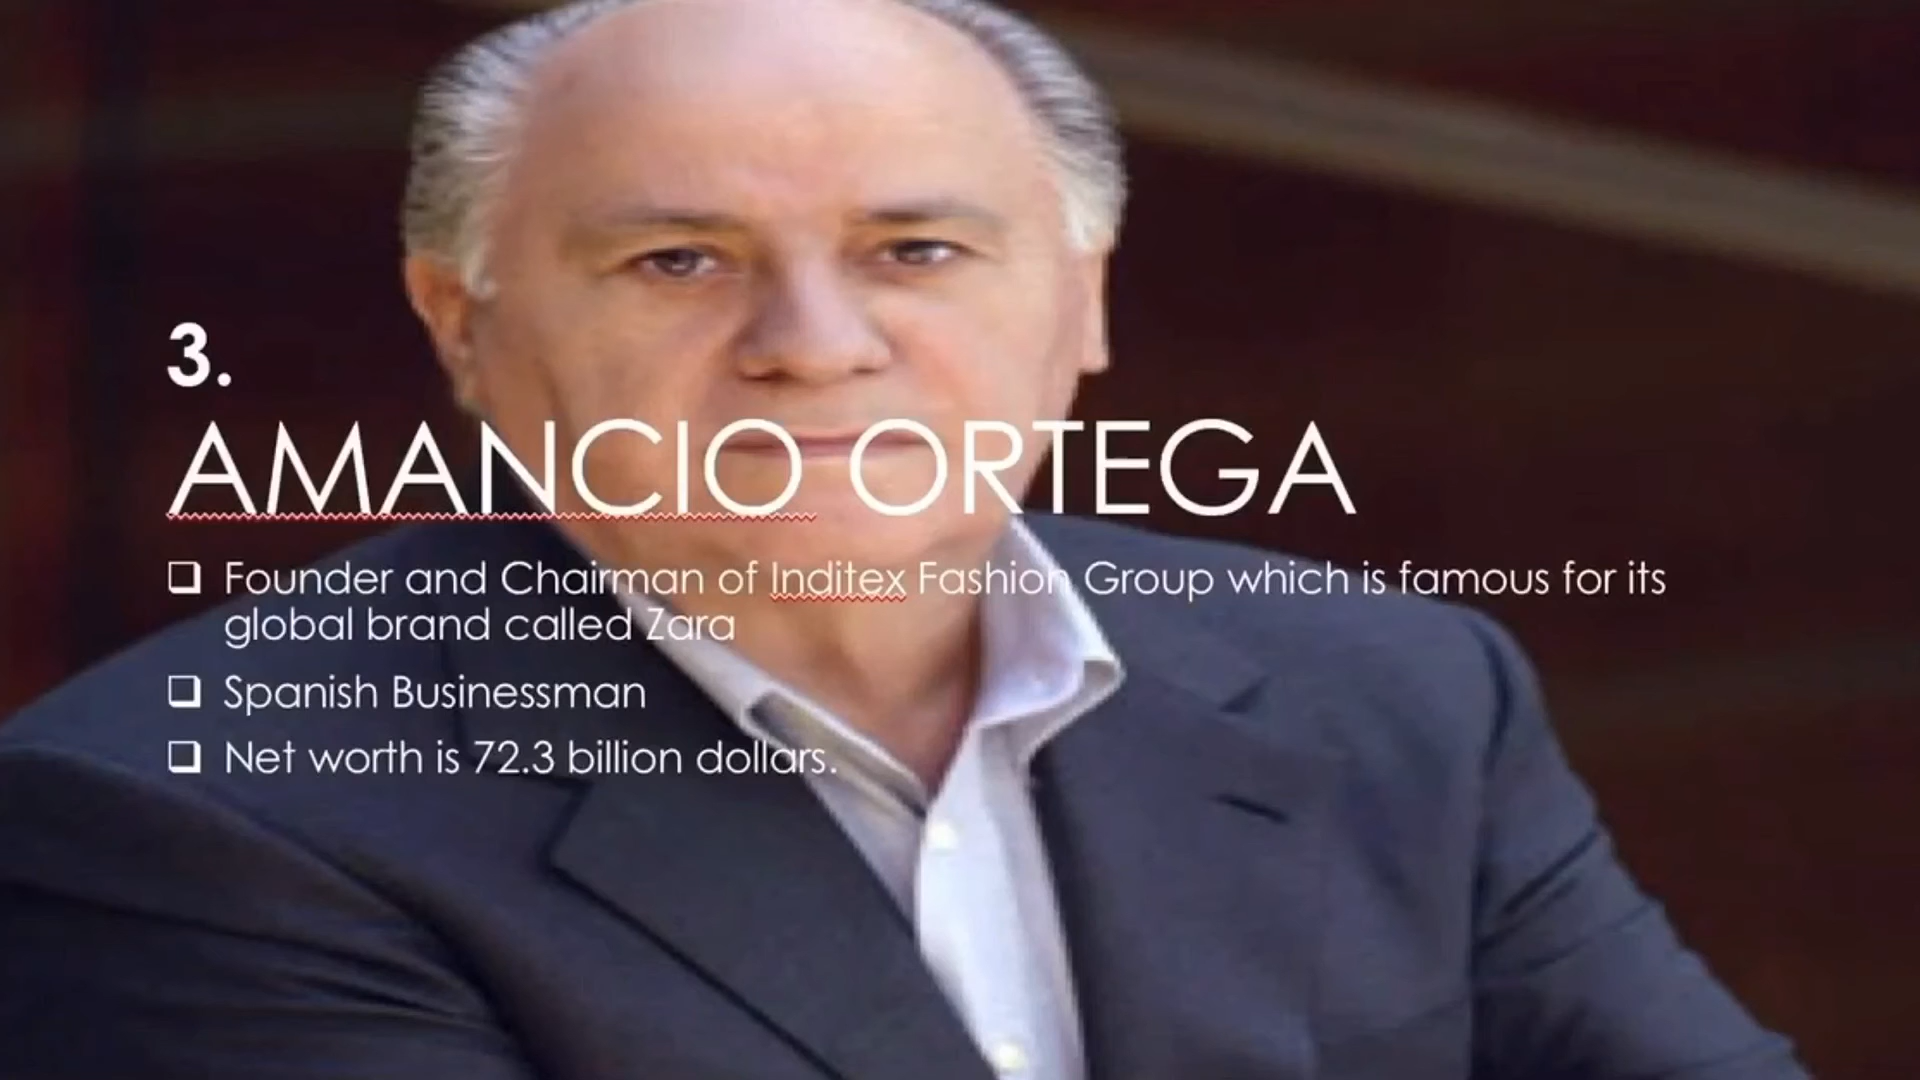 3.
AMANCIO ORTEGA
❑ Founder and Chairman of Inditex Fashion Group which is famous for its
global brand called Zara
❑ Spanish Businessman
❑ Net worth is 72.3 billion dollars.